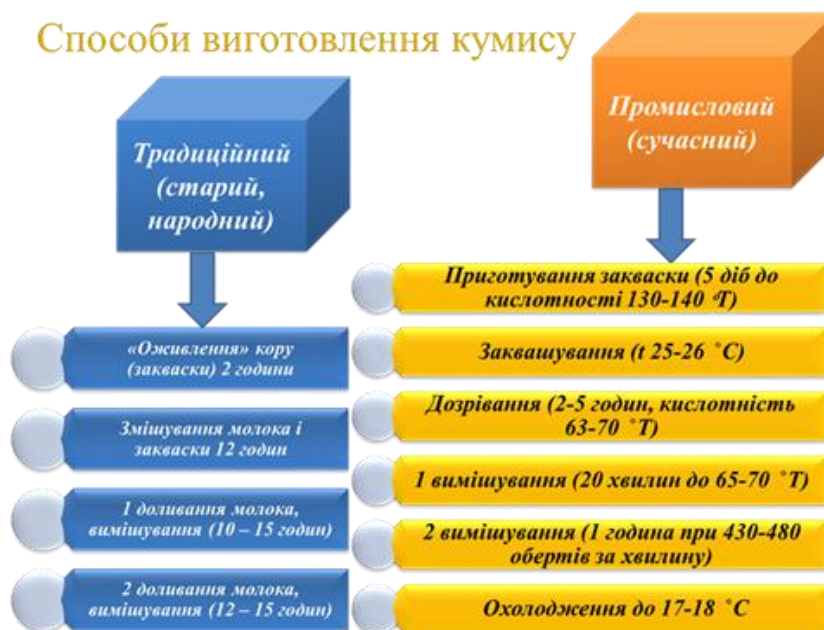 Способи виготовлення кумису
Традиційний
(старий,
народний)
«Оживлення» кору
(закваски) 2 години
Змішування молока і
закваски 12 годин
1 доливання молока,
вимішування (10 – 15 годин)
2 доливання молока,
вимішування (12 – 15 годин)
Промисловий
(сучасний)
Приготування закваски (5 діб до
кислотності 130-140 ˚Т)
Заквашування (t 25-26 ˚С)
Дозрівання (2-5 годин, кислотність
63-70 ˚Т)
1 вимішування (20 хвилин до 65-70 ˚Т)
2 вимішування (1 година при 430-480
обертів за хвилину)
Охолодження до 17-18 ˚С